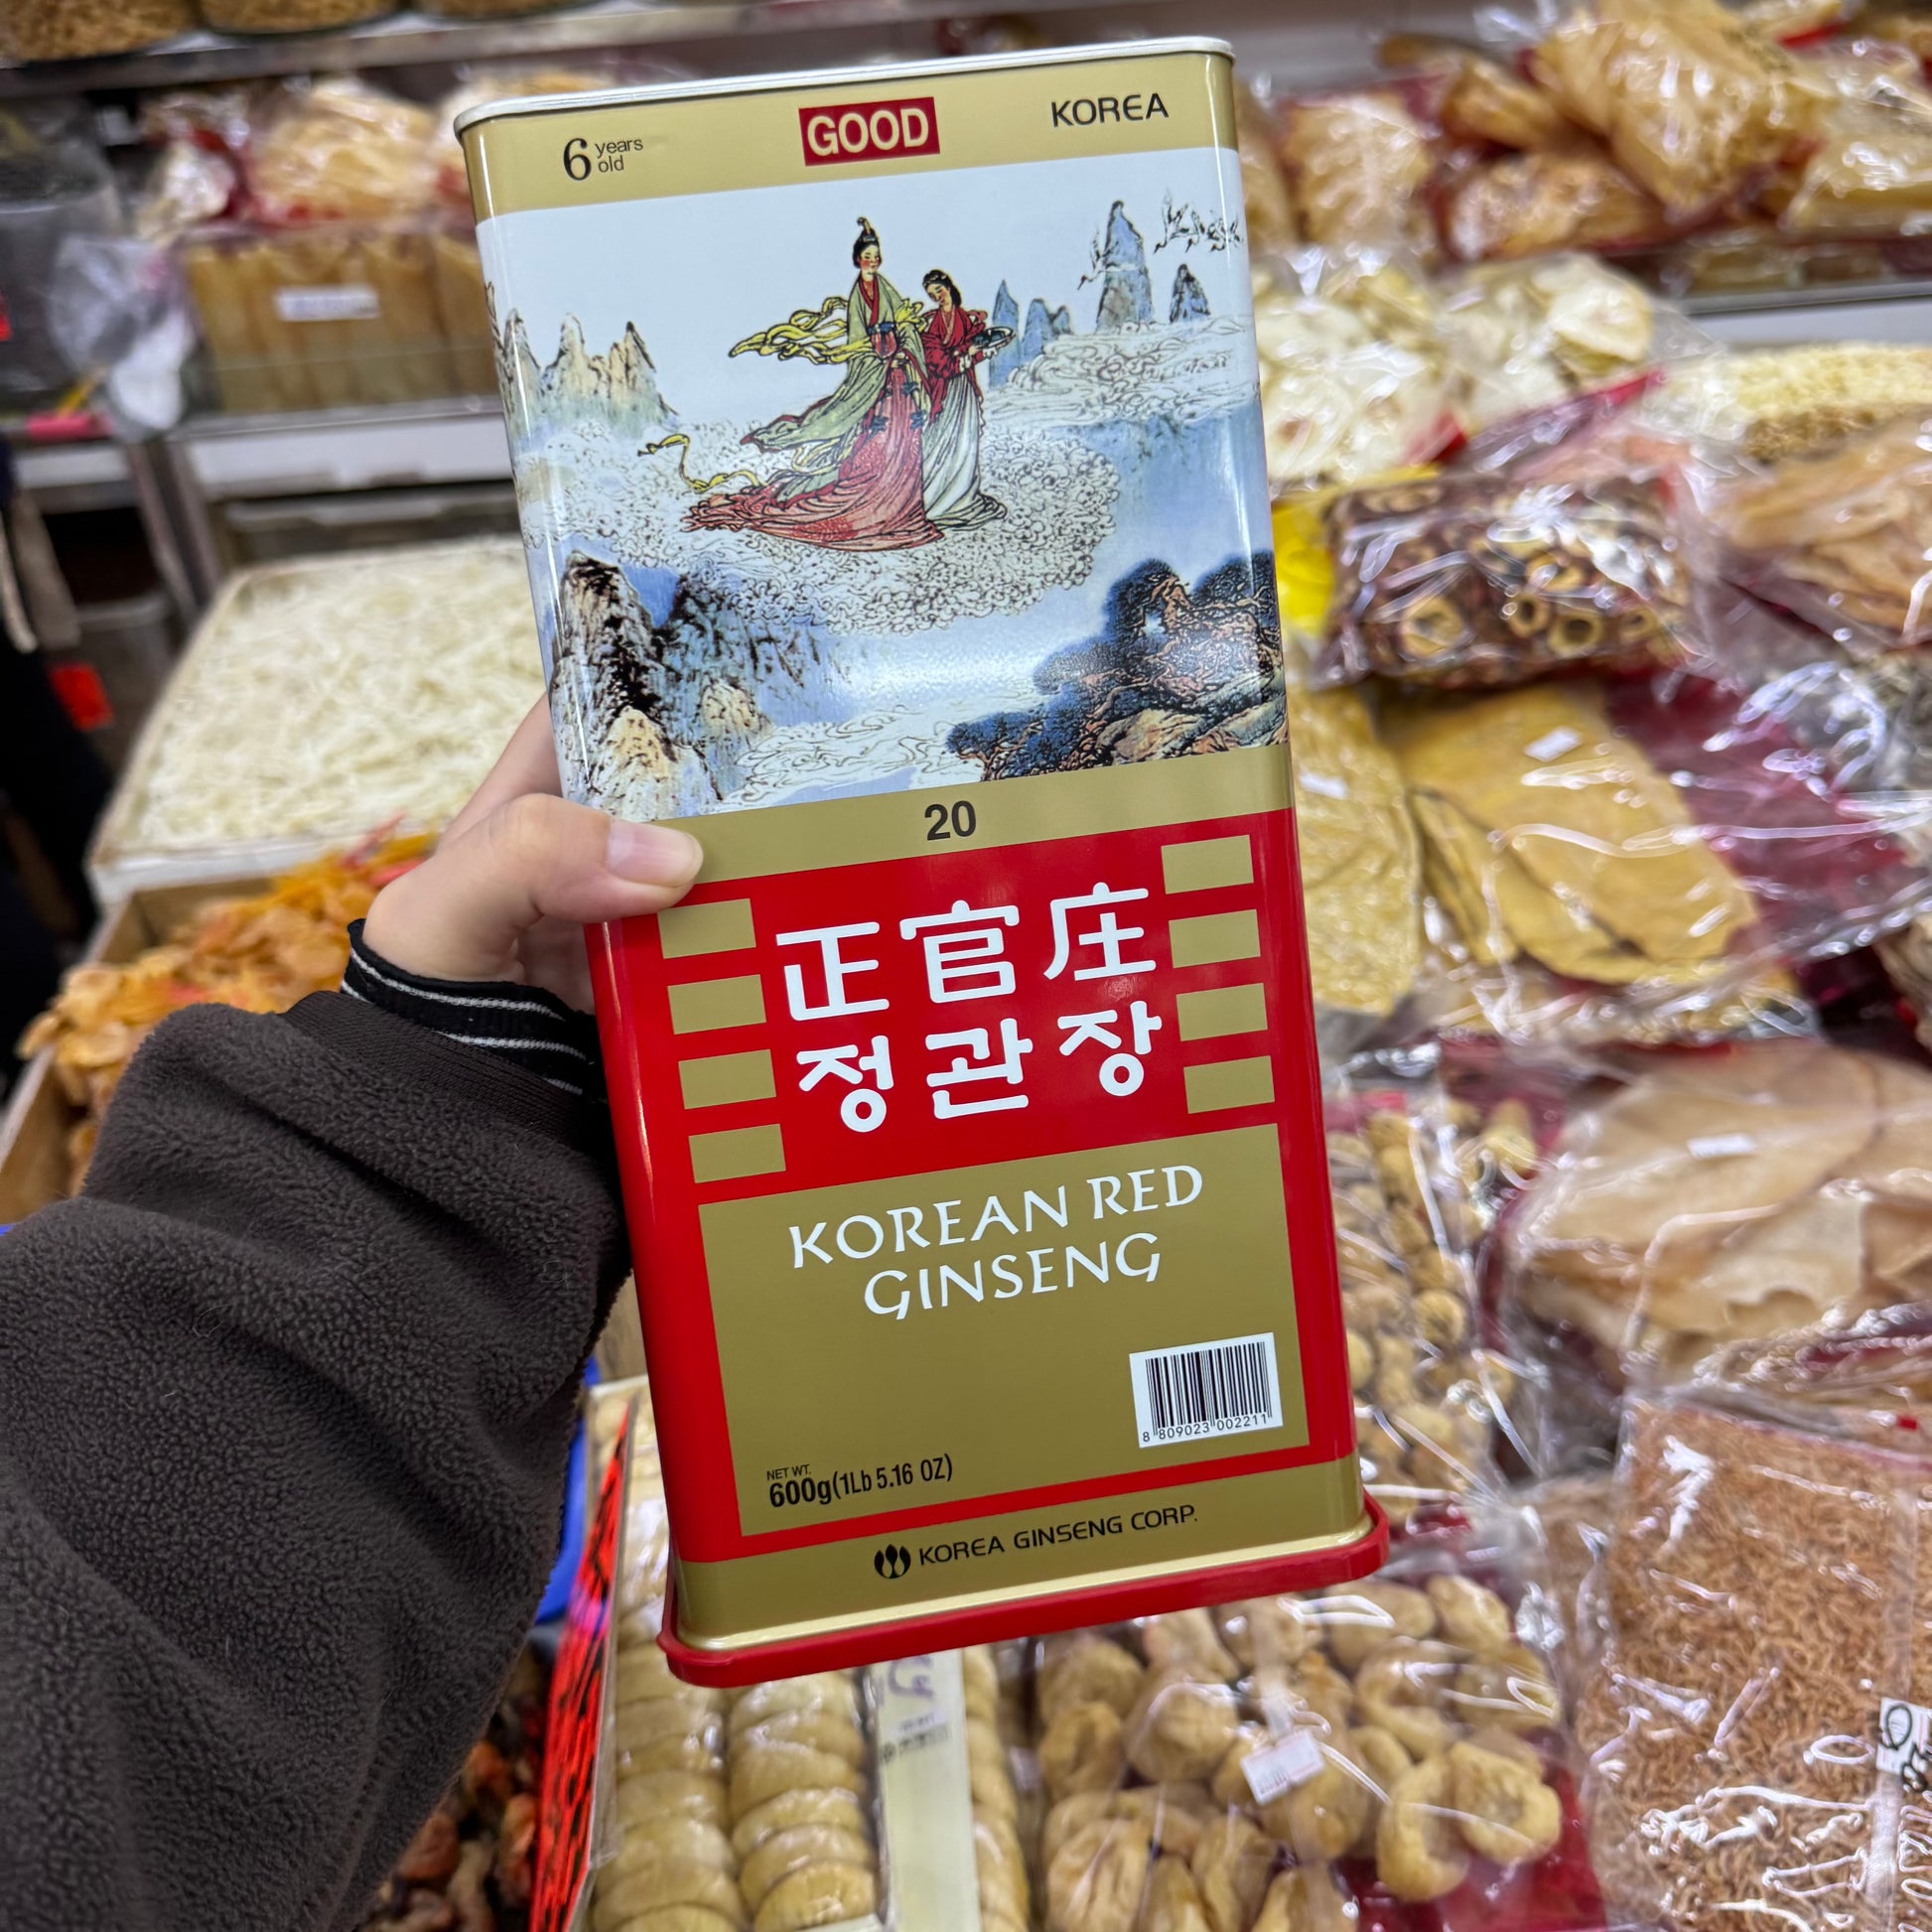 6 years old
GOOD
KOREA
20
正官庄
정관장
KOREAN RED
GINSENG
8 809023 002211
NET WT.
600g(1Lb 5.16 OZ)
KOREA GINSENG CORP.